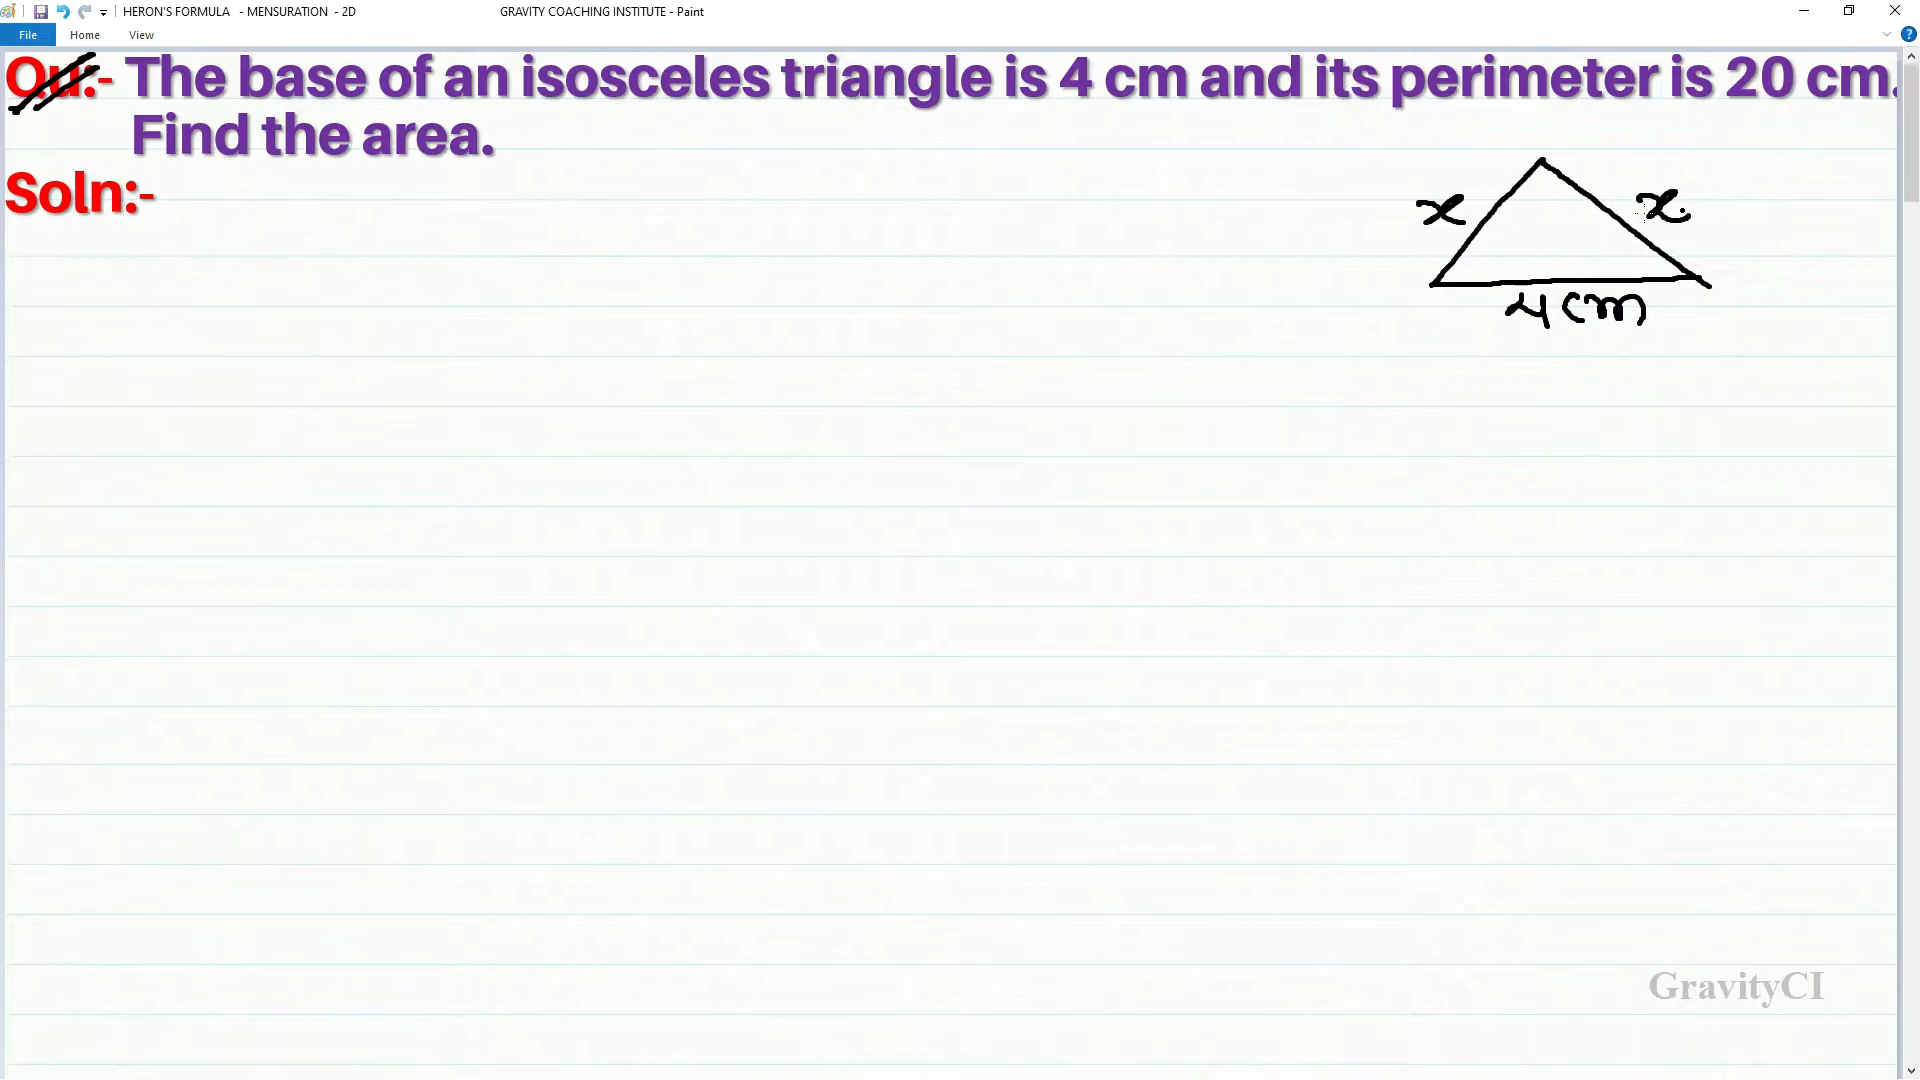 HERON'S FORMULA - MENSURATION - 2D GRAVITY COACHING INSTITUTE - Paint
File Home View
Qu:- The base of an isosceles triangle is 4 cm and its perimeter is 20 cm.
Find the area.
Soln:-
x x
4 cm
GravityCI